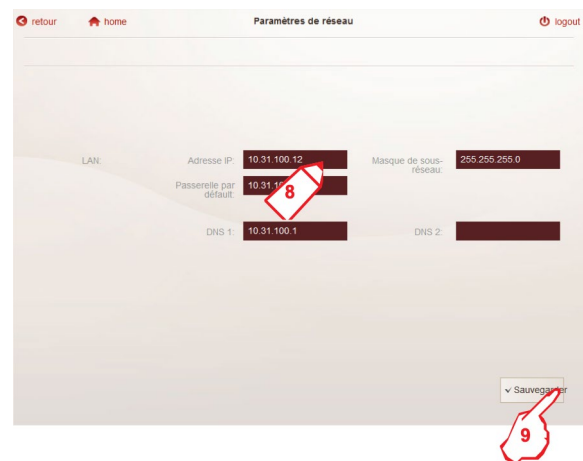 retour home Paramètres de réseau logout
LAN: Adresse IP: 10.31.100.12 Masque de sous-réseau: 255.255.255.0
Passerelle par défault:
8
DNS 1: 10.31.100.1 DNS 2:
Sauvegarder
9